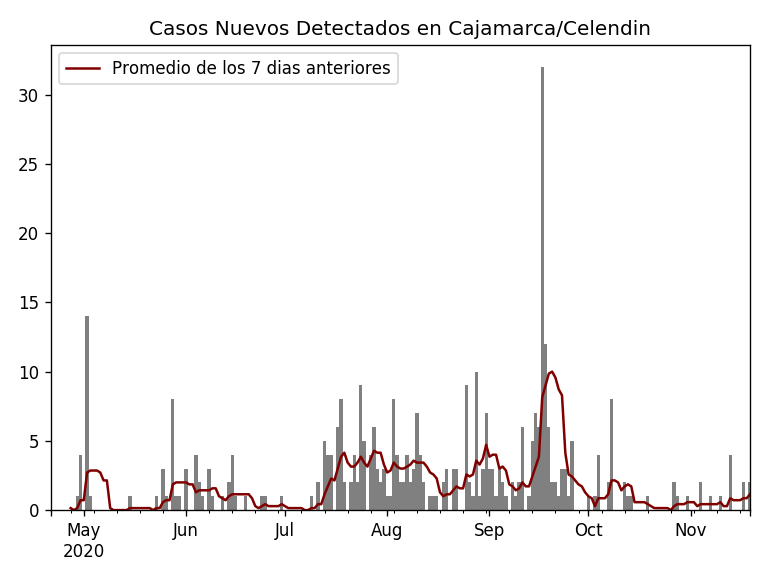 Casos Nuevos Detectados en Cajamarca/Celendin
Promedio de los 7 dias anteriores
30
25
20
15
10
5
0
May Jun Jul Aug Sep Oct Nov
2020